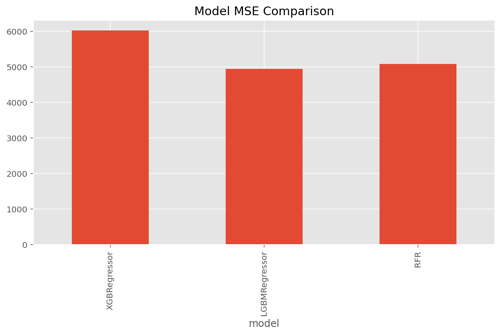 Model MSE Comparison
6000
5000
4000
3000
2000
1000
0
XGBRegressor
LGBMRegressor
RFR
model